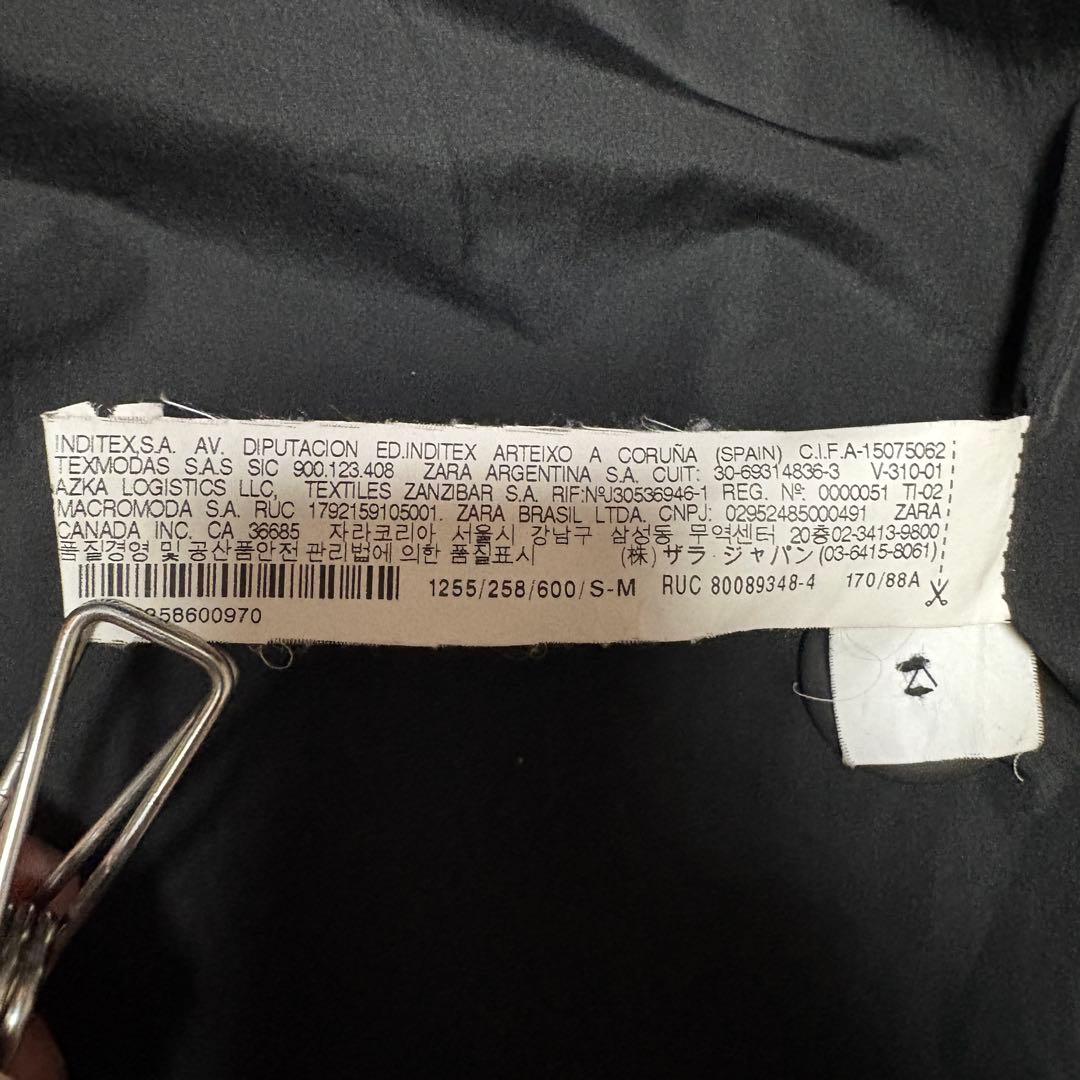 INDITEX,S.A. AV. DIPUTACION ED.INDITEX ARTEIXO A CORUÑA (SPAIN) C.I.F.A-15075062
TEXMODAS S.A.S SIC 900.123.408 ZARA ARGENTINA S.A. CUIT: 30-69314836-3 V-310-01
AZKA LOGISTICS LLC, TEXTILES ZANZIBAR S.A. RIF:NºJ30536946-1 REG. Nº: 0000051 TI-02
MACROMODA S.A. RUC 1792159105001. ZARA BRASIL LTDA. CNPJ: 02952485000491 ZARA
CANADA INC. CA 36685 자라코리아 서울시 강남구 삼성동 무역센터 20층02-3413-9800
품질경영 및 공산품안전 관리법에 의한 품질표시 (株) ザラ・ジャパン (03-6415-8061)
1255/258/600/S-M RUC 80089348-4 170/88A
258600970